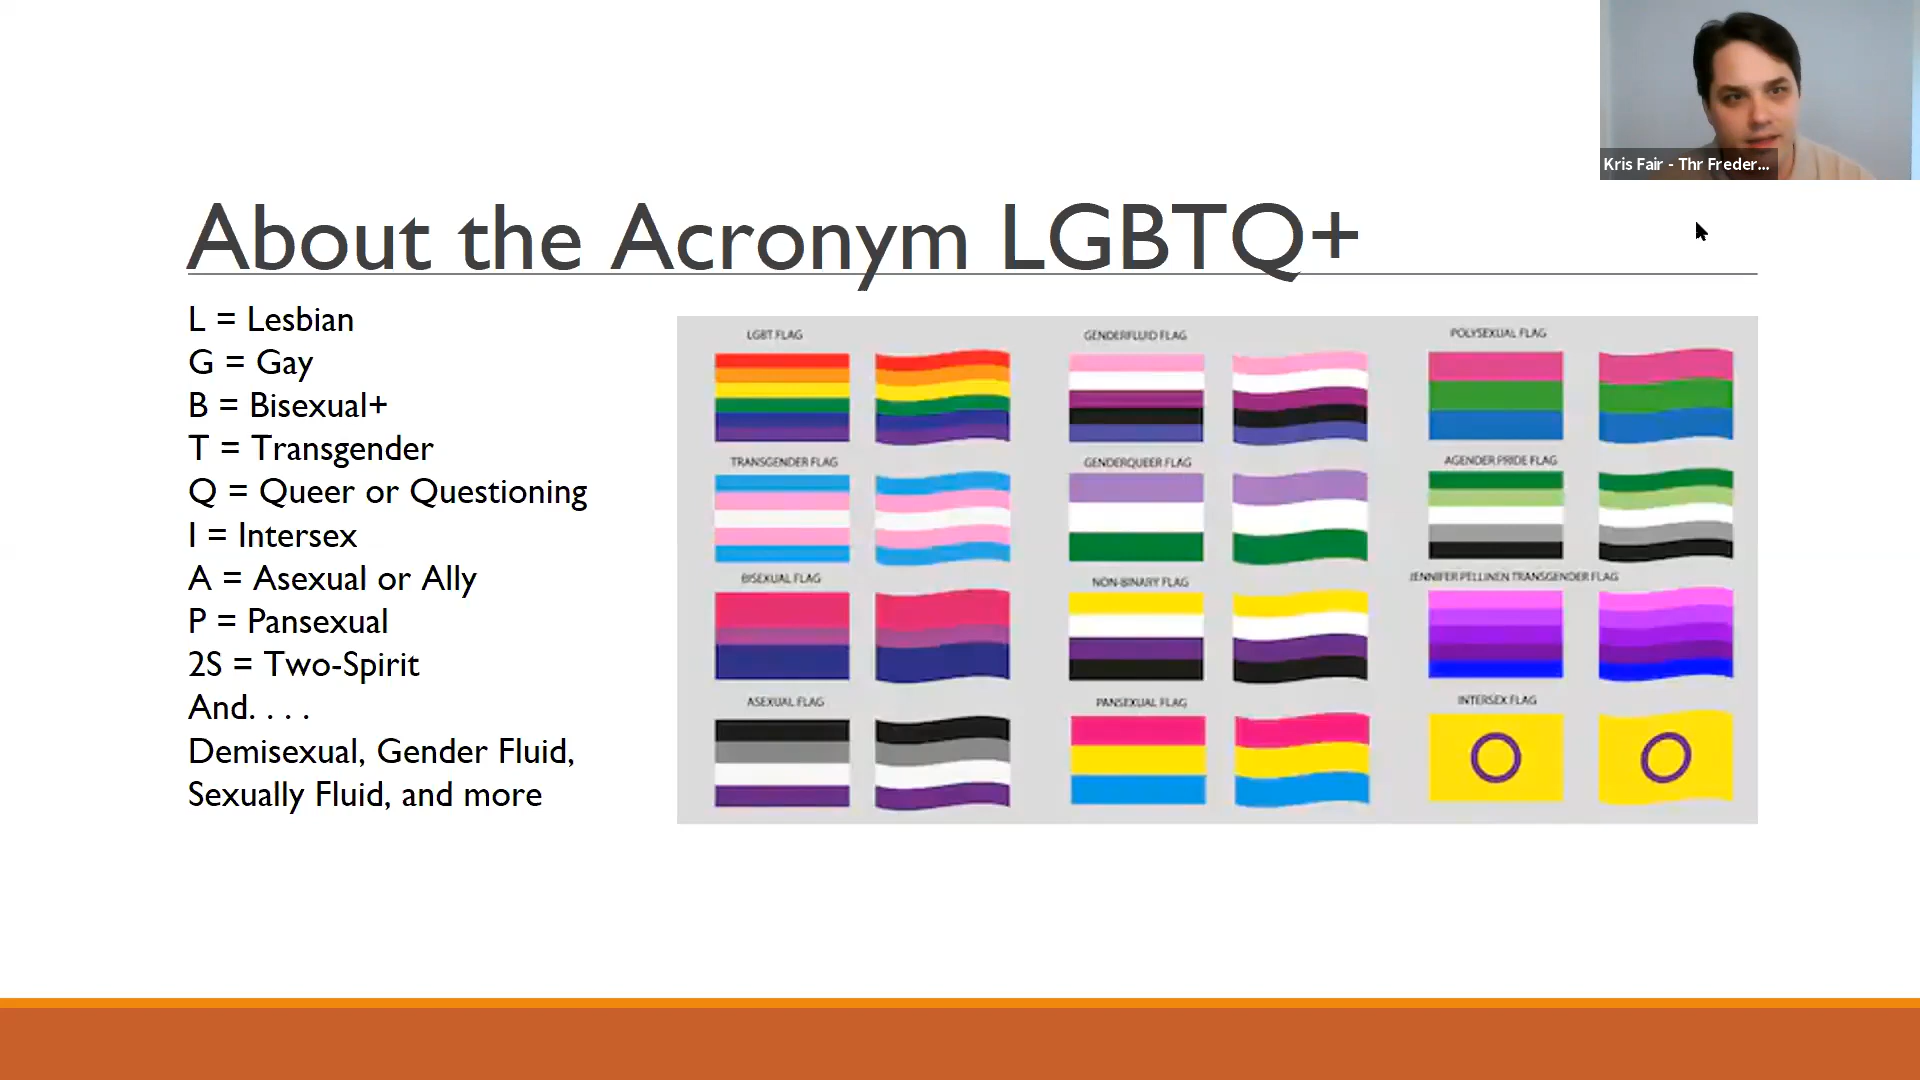 Kris Fair - Thr Freder...
About the Acronym LGBTQ+
L = Lesbian
G = Gay
B = Bisexual+
T = Transgender
Q = Queer or Questioning
I = Intersex
A = Asexual or Ally
P = Pansexual
2S = Two-Spirit
And. . . .
Demisexual, Gender Fluid,
Sexually Fluid, and more
LGBT FLAG
GENDERFLUID FLAG
POLYSEXUAL FLAG
TRANSGENDER FLAG
GENDERQUEER FLAG
AGENDER PRIDE FLAG
BISEXUAL FLAG
NON-BINARY FLAG
JENNIFER PELLINEN TRANSGENDER FLAG
ASEXUAL FLAG
PANSEXUAL FLAG
INTERSEX FLAG